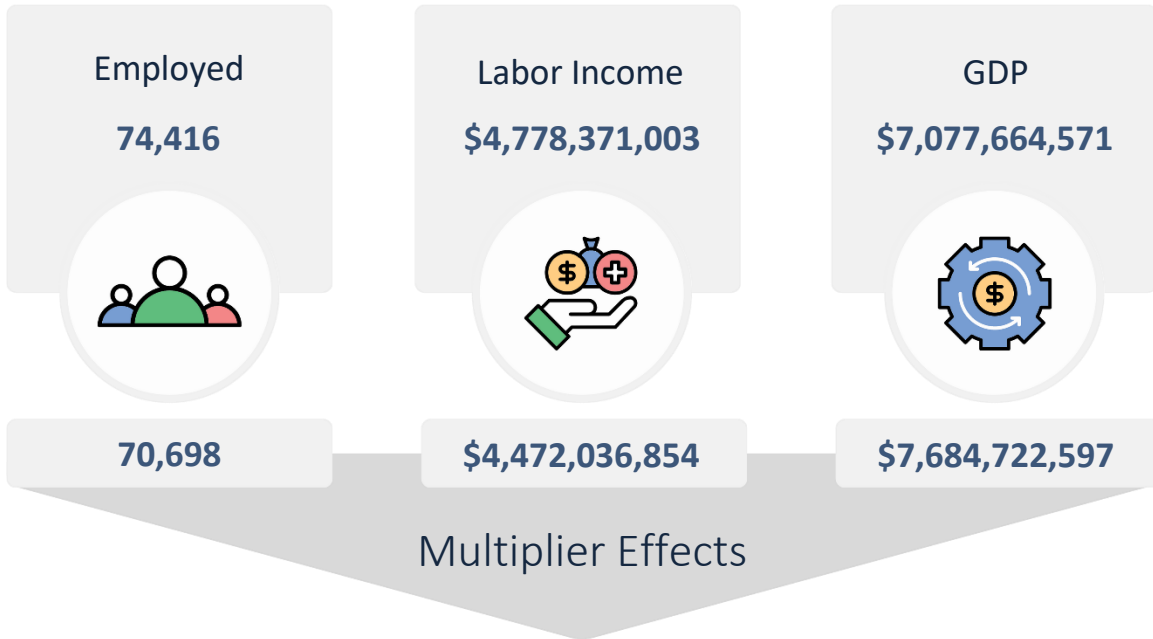 Employed
74,416
Labor Income
$4,778,371,003
GDP
$7,077,664,571
70,698
$4,472,036,854
$7,684,722,597
Multiplier Effects